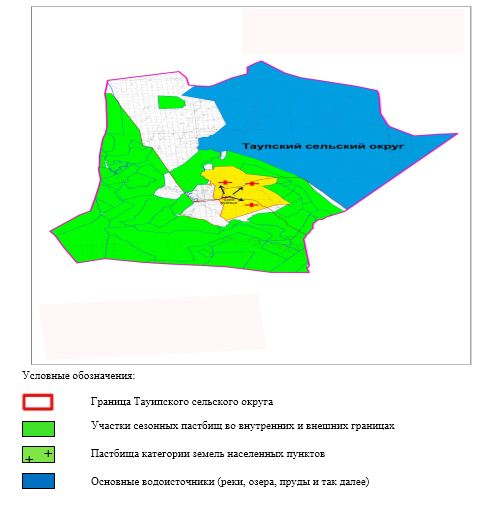 Таупский сельский округ
Условные обозначения:
Граница Тауипского сельского округа
Участки сезонных пастбищ во внутренних и внешних границах
Пастбища категории земель населенных пунктов
Основные водоисточники (реки, озера, пруды и так далее)